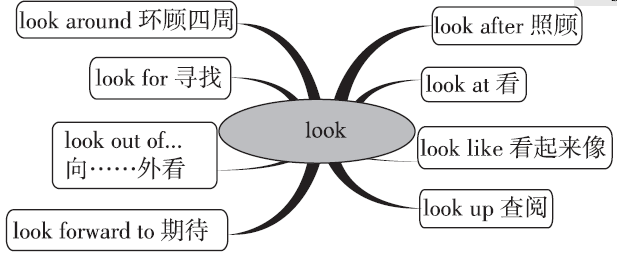 look around 环顾四周
look after 照顾
look for 寻找
look at 看
look
look out of...
向……外看
look like 看起来像
look up 查阅
look forward to 期待